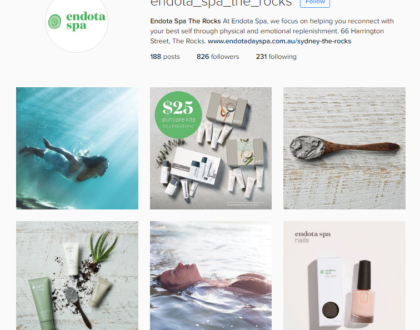 endota_spa_the_rocks Follow
endota
spa
Endota Spa The Rocks At Endota Spa, we focus on helping you reconnect with
your best self through physical and emotional replenishment. 66 Harrington
Street, The Rocks. www.endotadayspa.com.au/sydney-the-rocks
188 posts 826 followers 231 following
$25
skincare kits
endota spa
nails